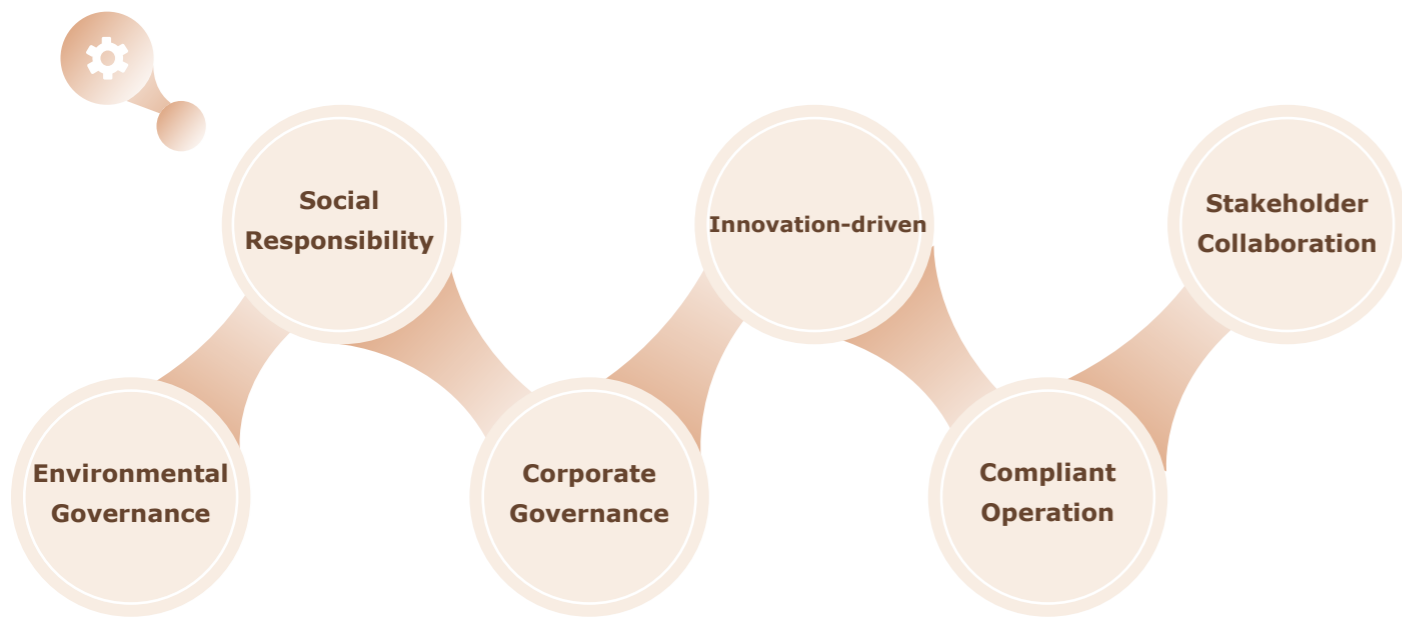 Social
Responsibility
Innovation-driven
Stakeholder
Collaboration
Environmental
Governance
Corporate
Governance
Compliant
Operation